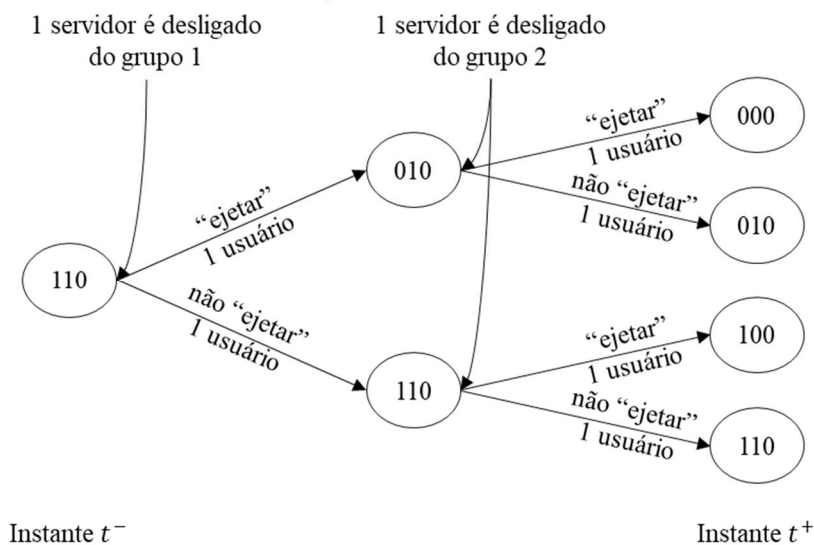 1 servidor é desligado
do grupo 1
1 servidor é desligado
do grupo 2
“ejetar”
1 usuário
000
010
não “ejetar”
1 usuário
010
“ejetar”
1 usuário
110
não “ejetar”
1 usuário
“ejetar”
1 usuário
100
110
não “ejetar”
1 usuário
110
Instante t⁻
Instante t⁺